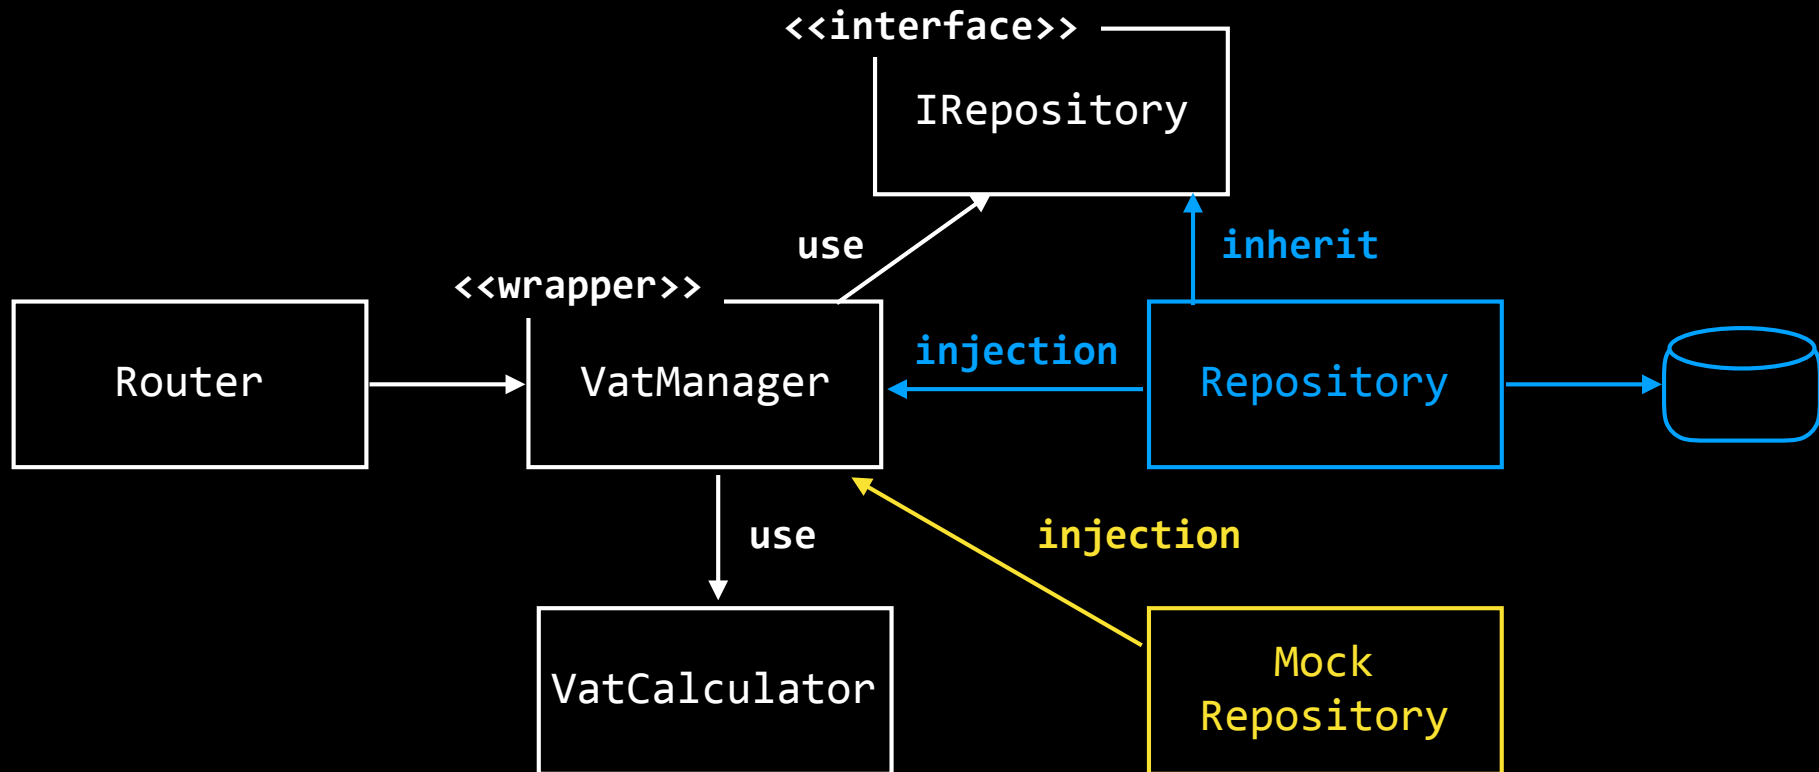 <<interface>>
IRepository
use
inherit
<<wrapper>>
Router
VatManager
injection
Repository
use
injection
VatCalculator
Mock
Repository